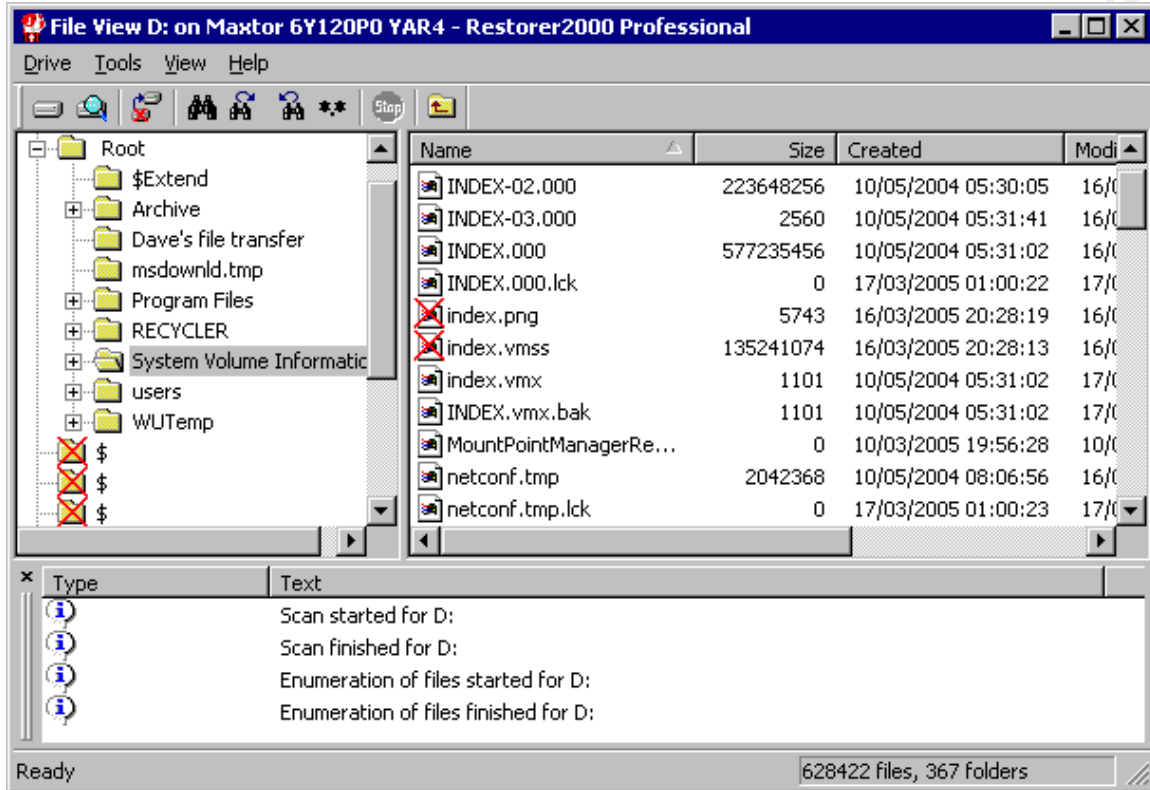 File View D: on Maxtor 6Y120P0 YAR4 - Restorer2000 Professional
Drive Tools View Help
*.* Stop
Root
$Extend
Archive
Dave's file transfer
msdownld.tmp
Program Files
RECYCLER
System Volume Informatic
users
WUTemp
$
$
$
Name Size Created Modi
INDEX-02.000 223648256 10/05/2004 05:30:05 16/0
INDEX-03.000 2560 10/05/2004 05:31:41 16/0
INDEX.000 577235456 10/05/2004 05:31:02 16/0
INDEX.000.lck 0 17/03/2005 01:00:22 17/0
index.png 5743 16/03/2005 20:28:19 16/0
index.vmss 135241074 16/03/2005 20:28:13 16/0
index.vmx 1101 10/05/2004 05:31:02 17/0
INDEX.vmx.bak 1101 10/05/2004 05:31:02 17/0
MountPointManagerRe... 0 10/03/2005 19:56:28 10/0
netconf.tmp 2042368 10/05/2004 08:06:56 16/0
netconf.tmp.lck 0 17/03/2005 01:00:23 17/0
Type Text
Scan started for D:
Scan finished for D:
Enumeration of files started for D:
Enumeration of files finished for D:
Ready 628422 files, 367 folders